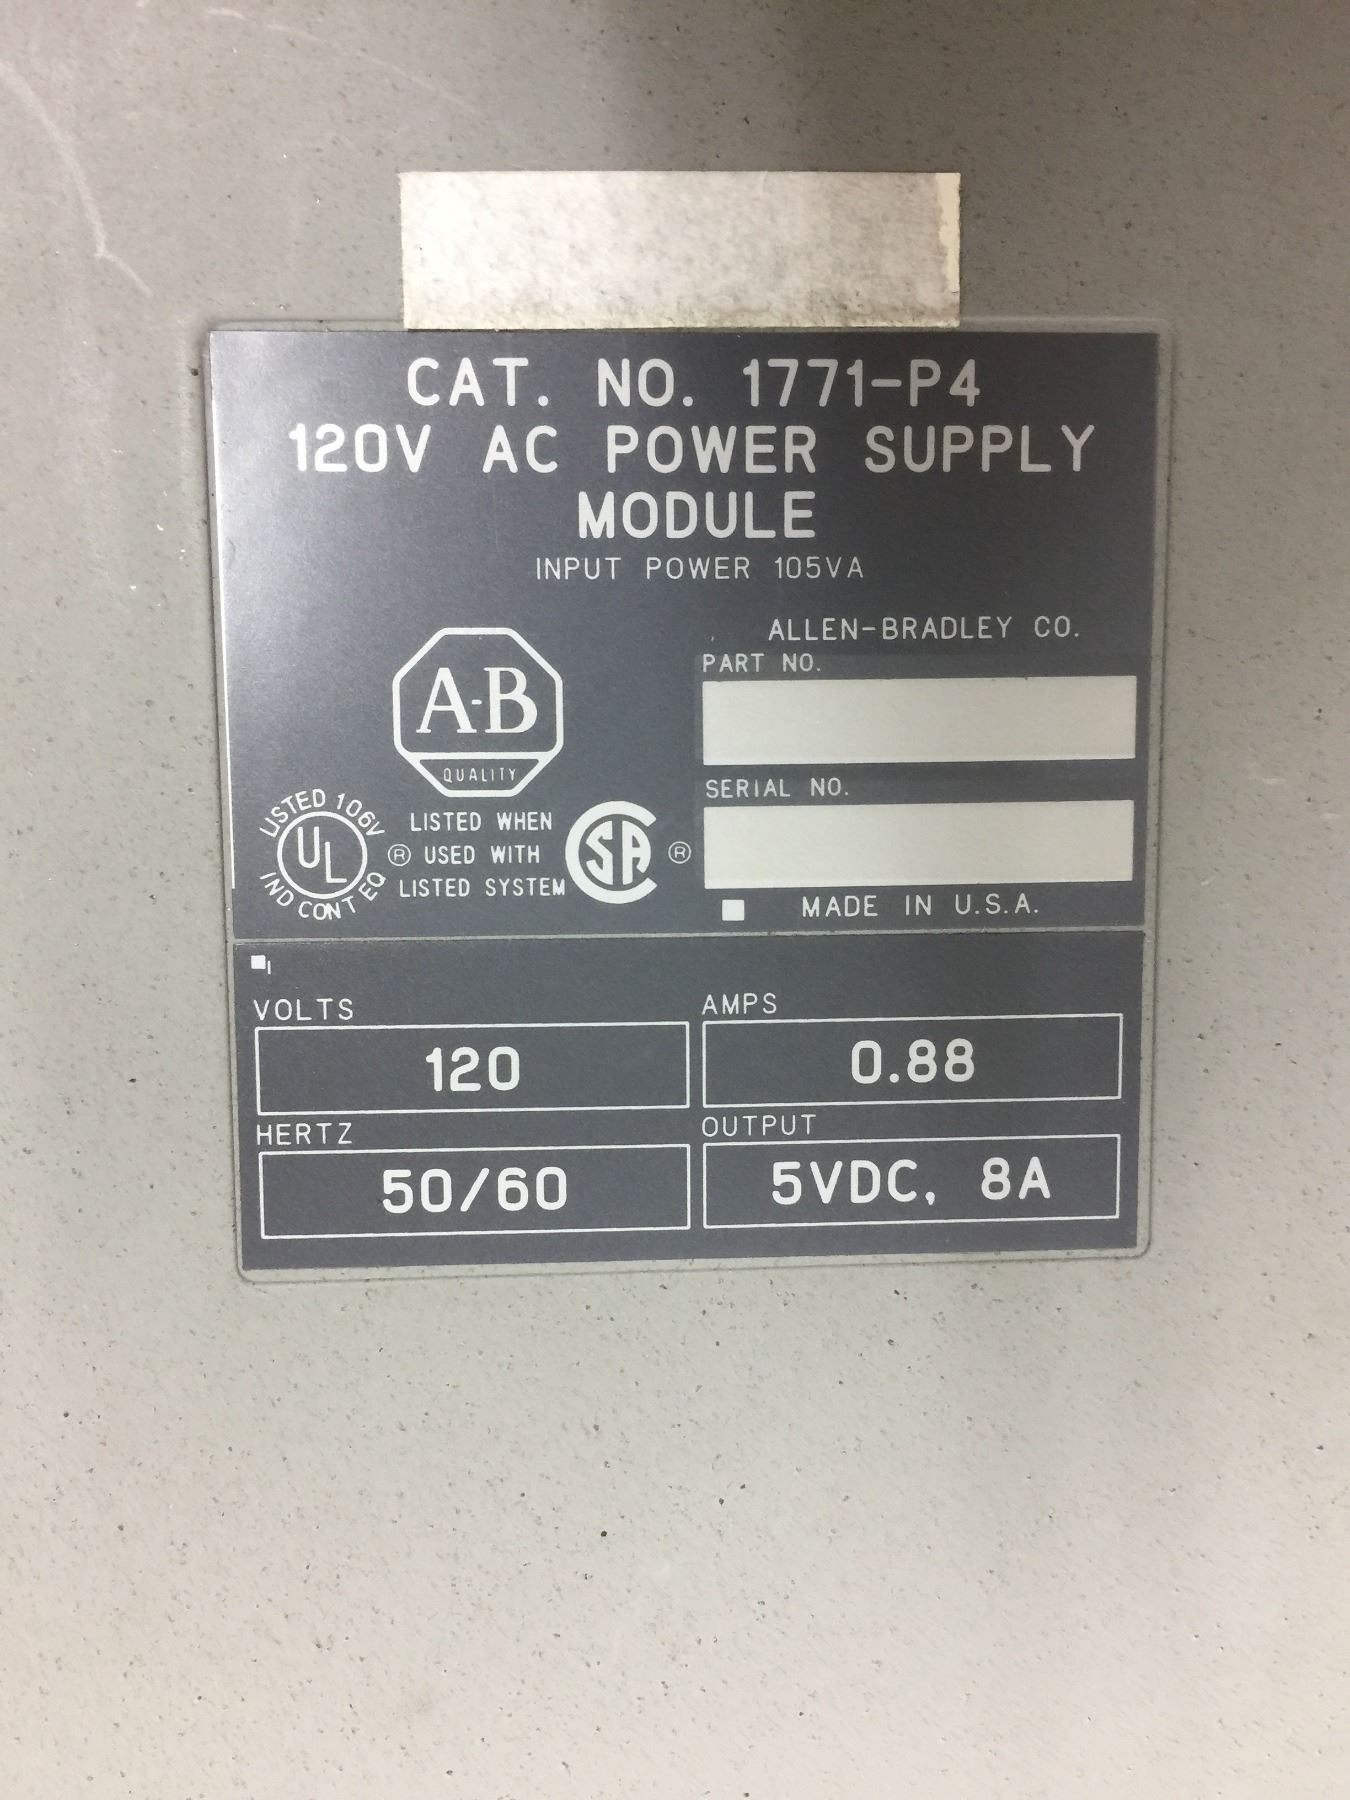 CAT. NO. 1771-P4
120V AC POWER SUPPLY
MODULE
INPUT POWER 105VA
ALLEN-BRADLEY CO.
PART NO.
A-B
QUALITY
SERIAL NO.
LISTED 106V
UL
IND CONT EQ
®
LISTED WHEN
USED WITH
LISTED SYSTEM
CSA
®
MADE IN U.S.A.
VOLTS
120
AMPS
0.88
HERTZ
50/60
OUTPUT
5VDC, 8A